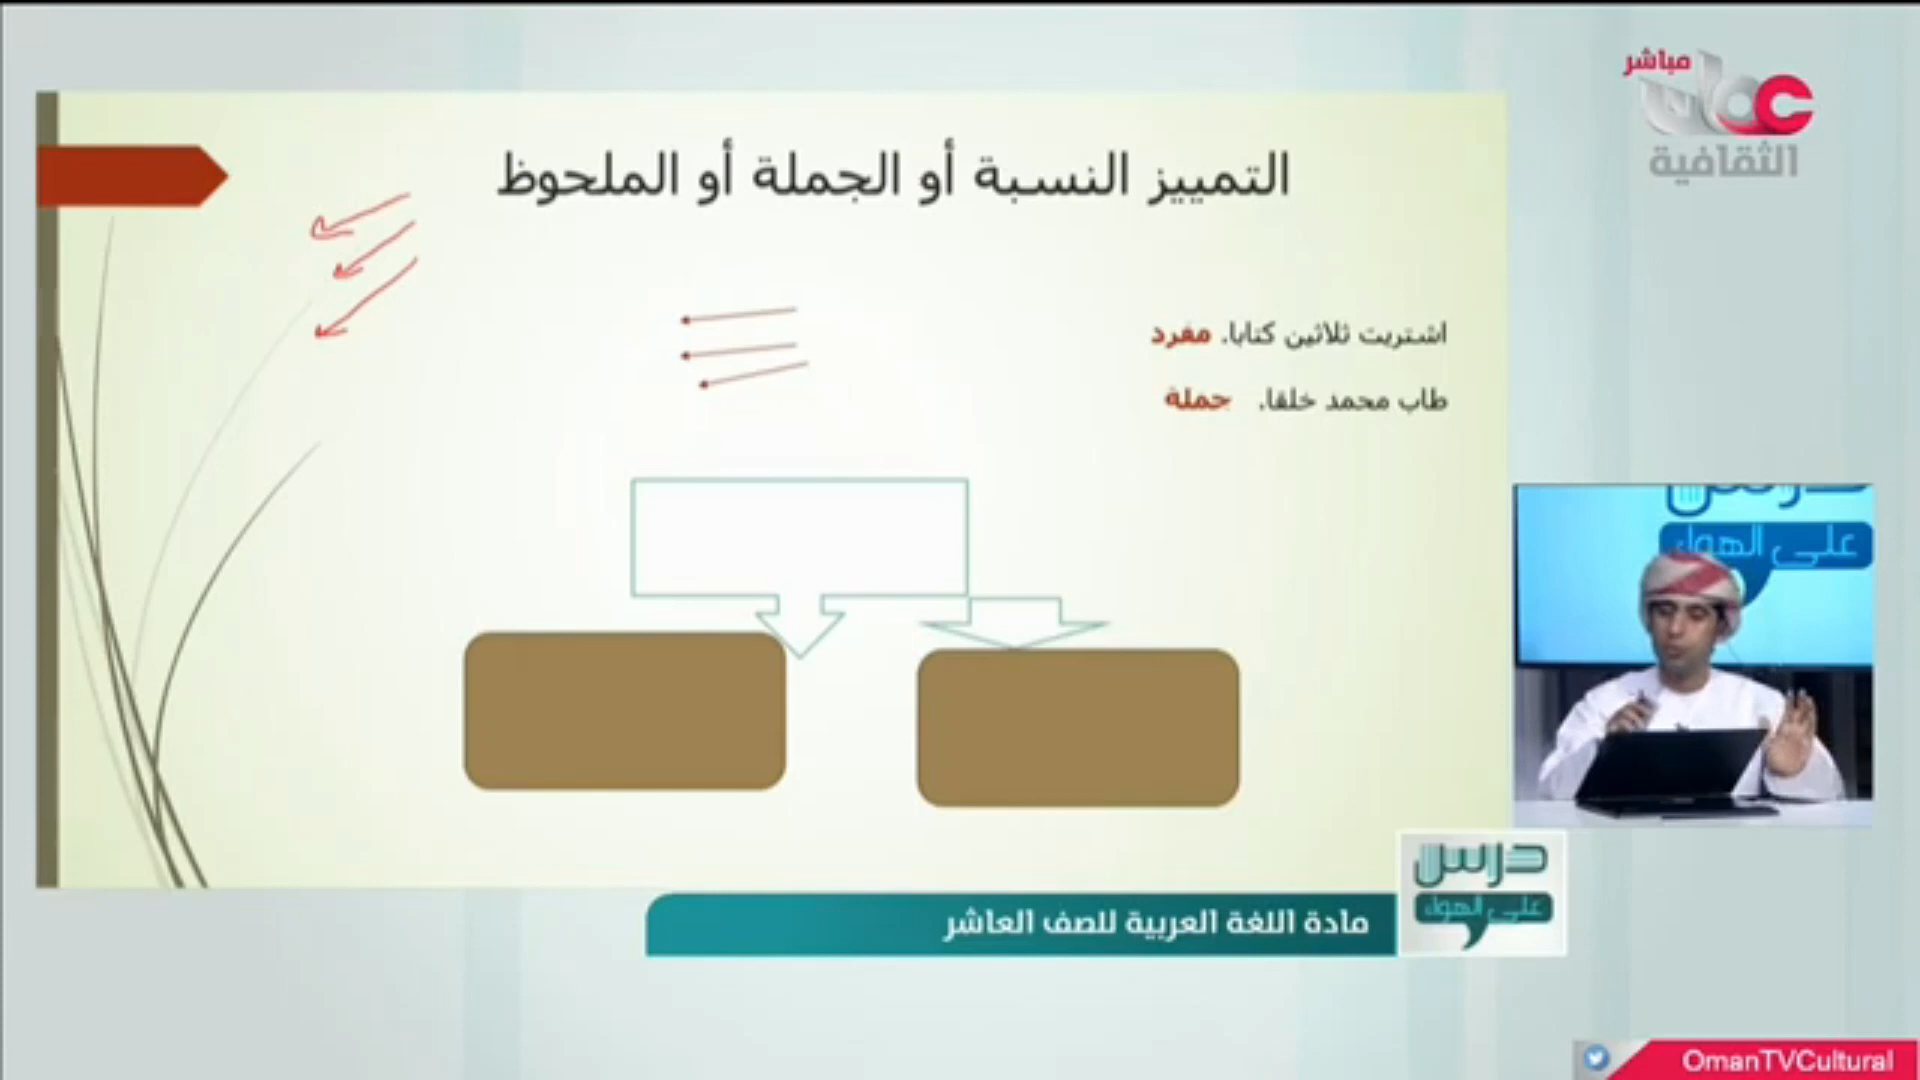 مباشر
عمان
الثقافية
التمييز النسبة أو الجملة أو الملحوظ
اشتريت ثلاثين كتابا. مفرد
طاب محمد خلقا. جملة
درس
على الهواء
درس
على الهواء
مادة اللغة العربية للصف العاشر
OmanTVCultural